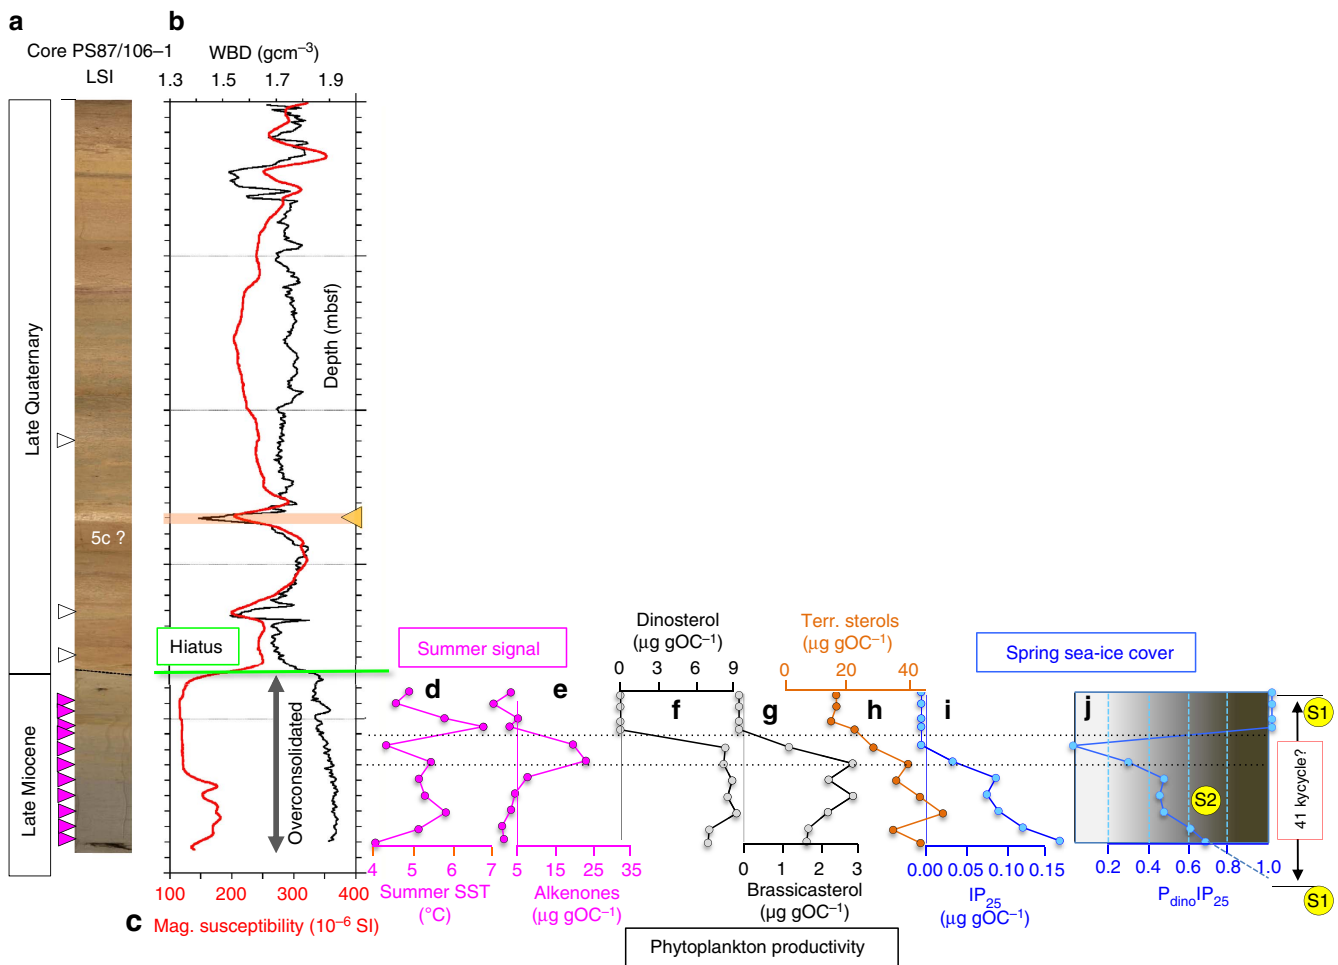 a
b
Core PS87/106–1
LSI
WBD (gcm⁻³)
1.3 1.5 1.7 1.9
Late Quaternary
Late Miocene
5c ?
Depth (mbsf)
Hiatus
Overconsolidated
100 200 300 400
c Mag. susceptibility (10⁻⁶ SI)
Summer signal
d
4 5 6 7
Summer SST
(°C)
e
5 15 25 35
Alkenones
(µg gOC⁻¹)
Dinosterol
(µg gOC⁻¹)
0 3 6 9
f
g
0 1 2 3
Brassicasterol
(µg gOC⁻¹)
Phytoplankton productivity
Terr. sterols
(µg gOC⁻¹)
0 20 40
h
Spring sea-ice cover
i
0.00 0.05 0.10 0.15
IP₂₅
(µg gOC⁻¹)
j
S2
0.2 0.4 0.6 0.8 1.0
P_dinoIP₂₅
S1
41 kycycle?
S1